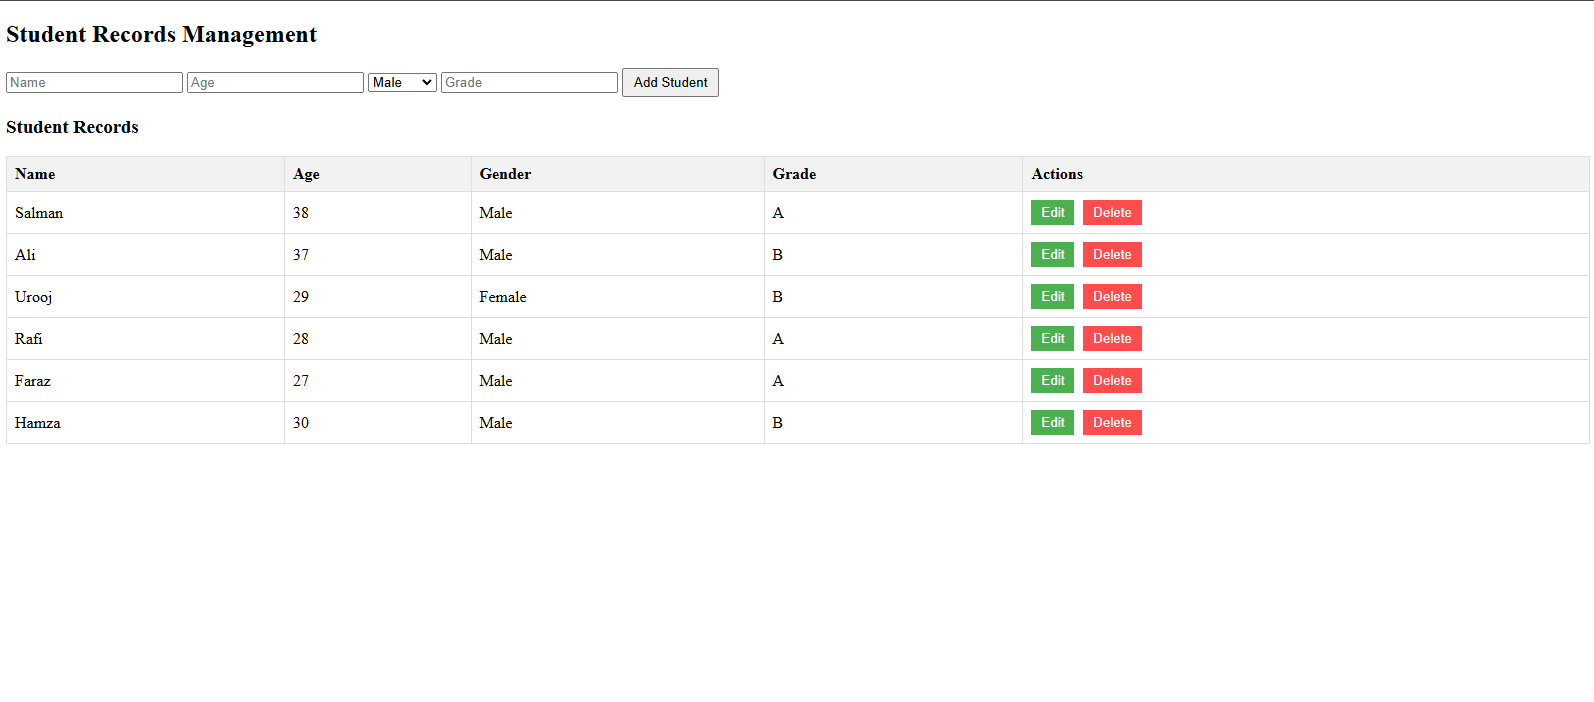 Student Records Management
Name Age Male Grade Add Student
Student Records
Name Age Gender Grade Actions
Salman 38 Male A Edit Delete
Ali 37 Male B Edit Delete
Urooj 29 Female B Edit Delete
Rafi 28 Male A Edit Delete
Faraz 27 Male A Edit Delete
Hamza 30 Male B Edit Delete